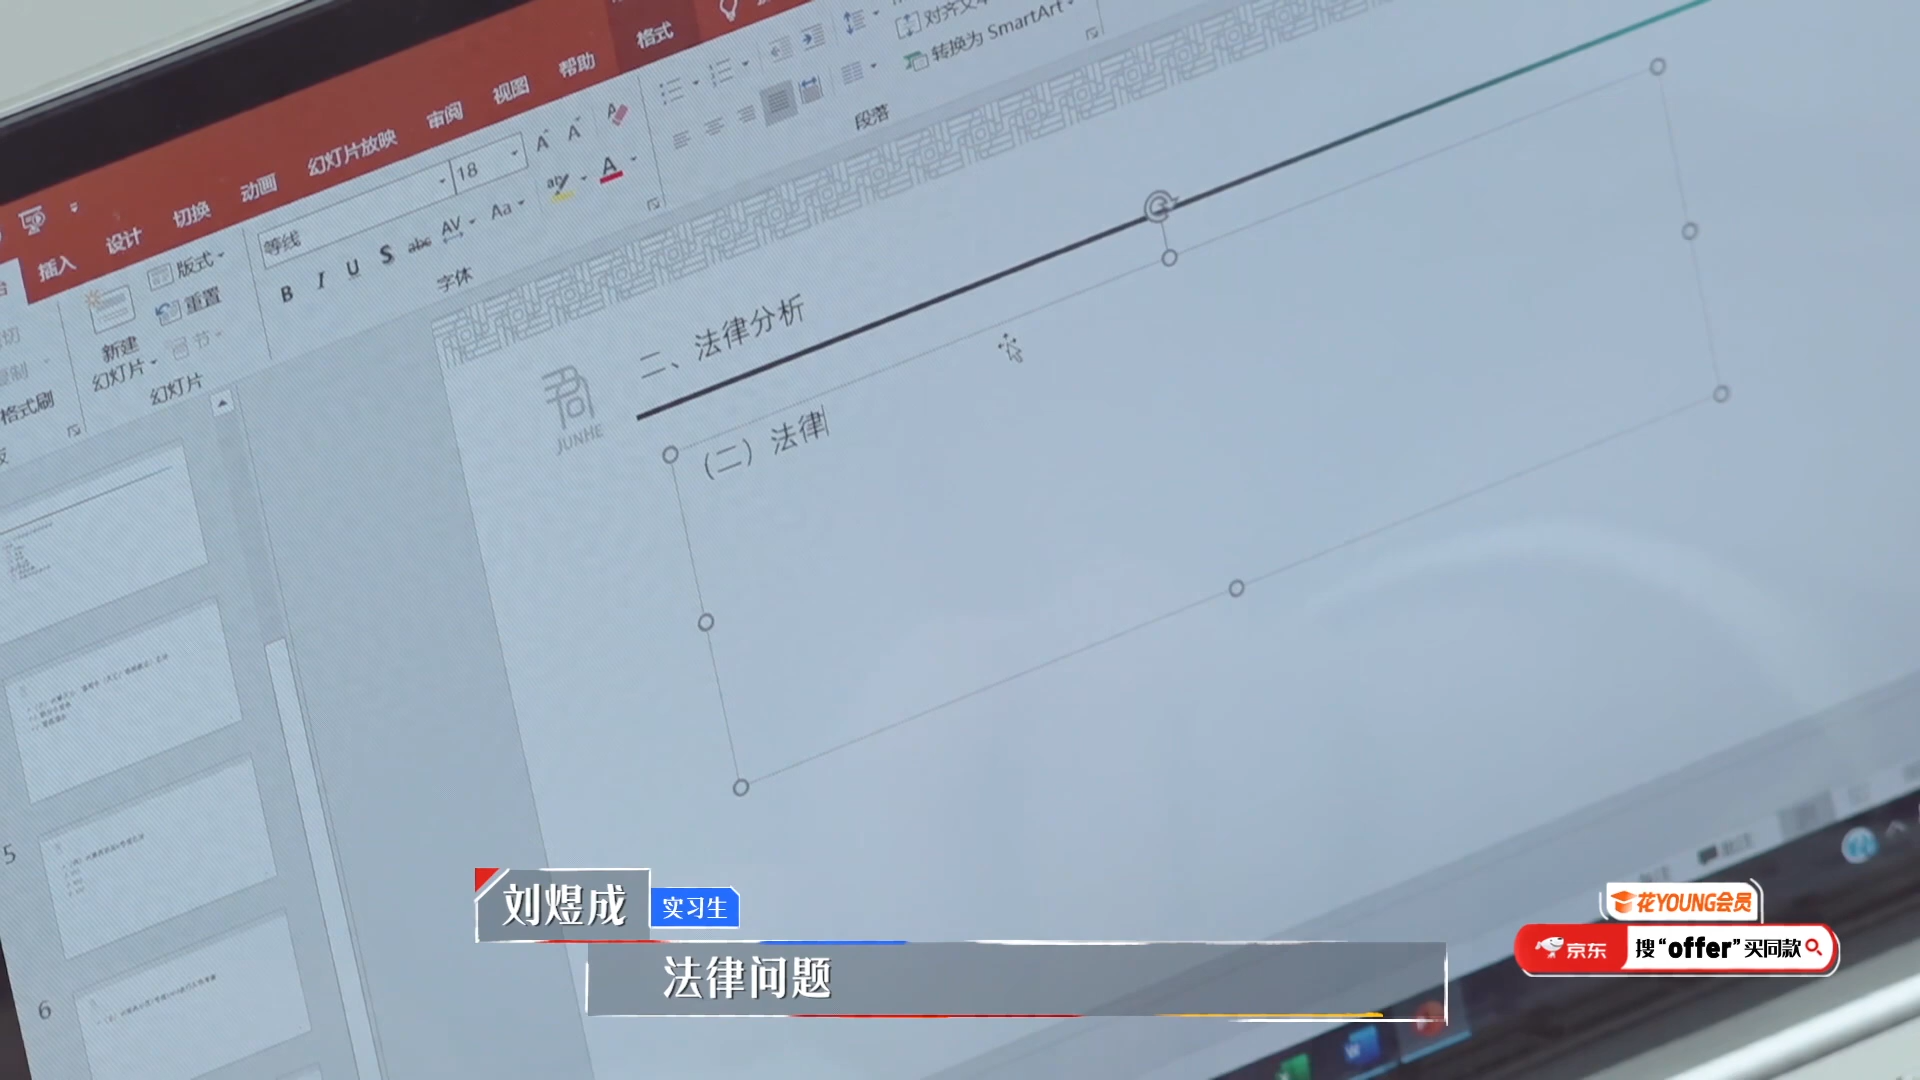 格式
帮助
视图
审阅
幻灯片放映
动画
切换
设计
插入
对齐文本
转换为 SmartArt
段落
18
等线
B I U S abc AV Aa
字体
版式
重置
节
新建
幻灯片
幻灯片
格式刷
二、法律分析
君合
JUNHE
(二)法律
5
6
刘煜成
实习生
法律问题
花YOUNG会员
京东
搜“offer”买同款